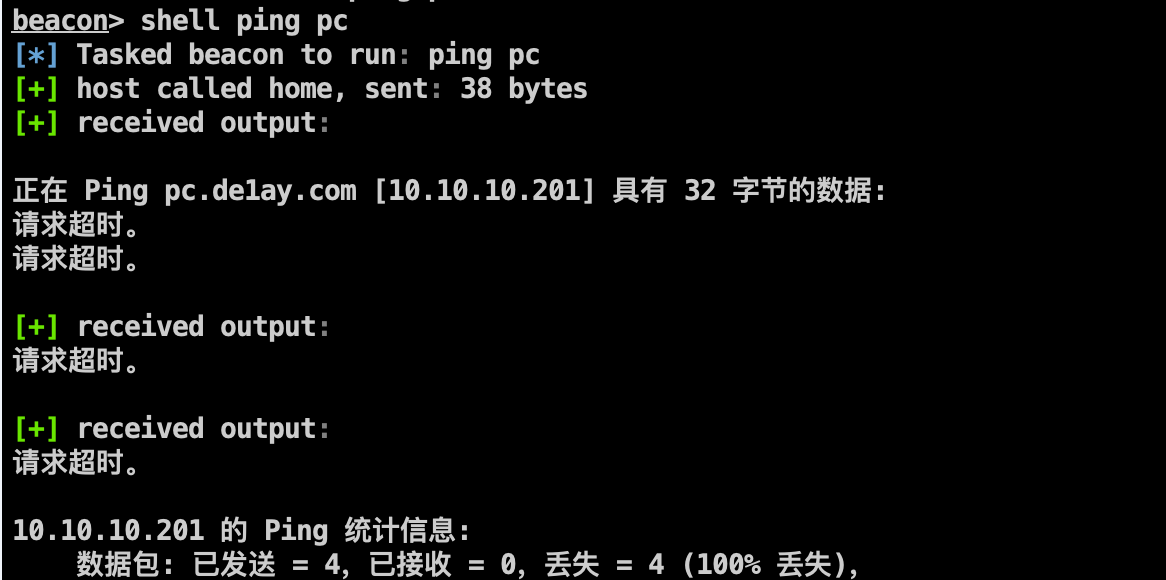 beacon> shell ping pc
[*] Tasked beacon to run: ping pc
[+] host called home, sent: 38 bytes
[+] received output:
正在 Ping pc.de1ay.com [10.10.10.201] 具有 32 字节的数据:
请求超时。
请求超时。
[+] received output:
请求超时。
[+] received output:
请求超时。
10.10.10.201 的 Ping 统计信息:
数据包: 已发送 = 4，已接收 = 0，丢失 = 4 (100% 丢失)，